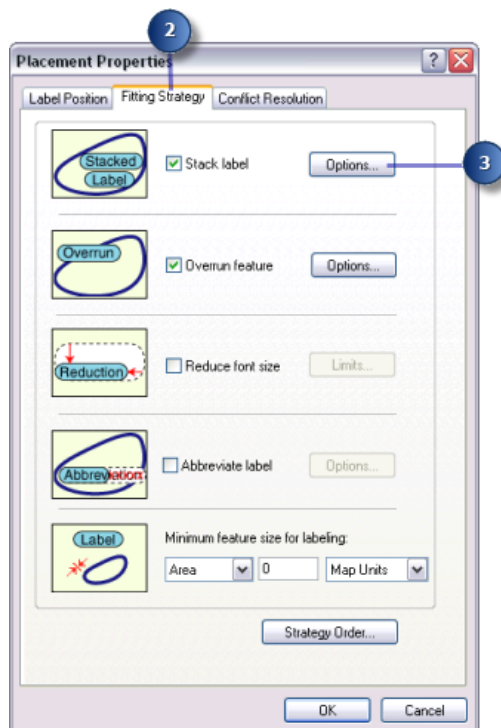 2
Placement Properties
Label Position Fitting Strategy Conflict Resolution
Stacked
Label
Stack label Options...
3
Overrun
Overrun feature Options...
Reduction
Reduce font size Limits...
Abbreviation
Abbreviate label Options...
Label
Minimum feature size for labeling:
Area 0 Map Units
Strategy Order...
OK Cancel